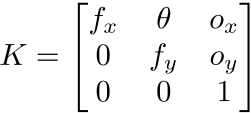 K = [ f_x θ o_x
0 f_y o_y
0 0 1 ]